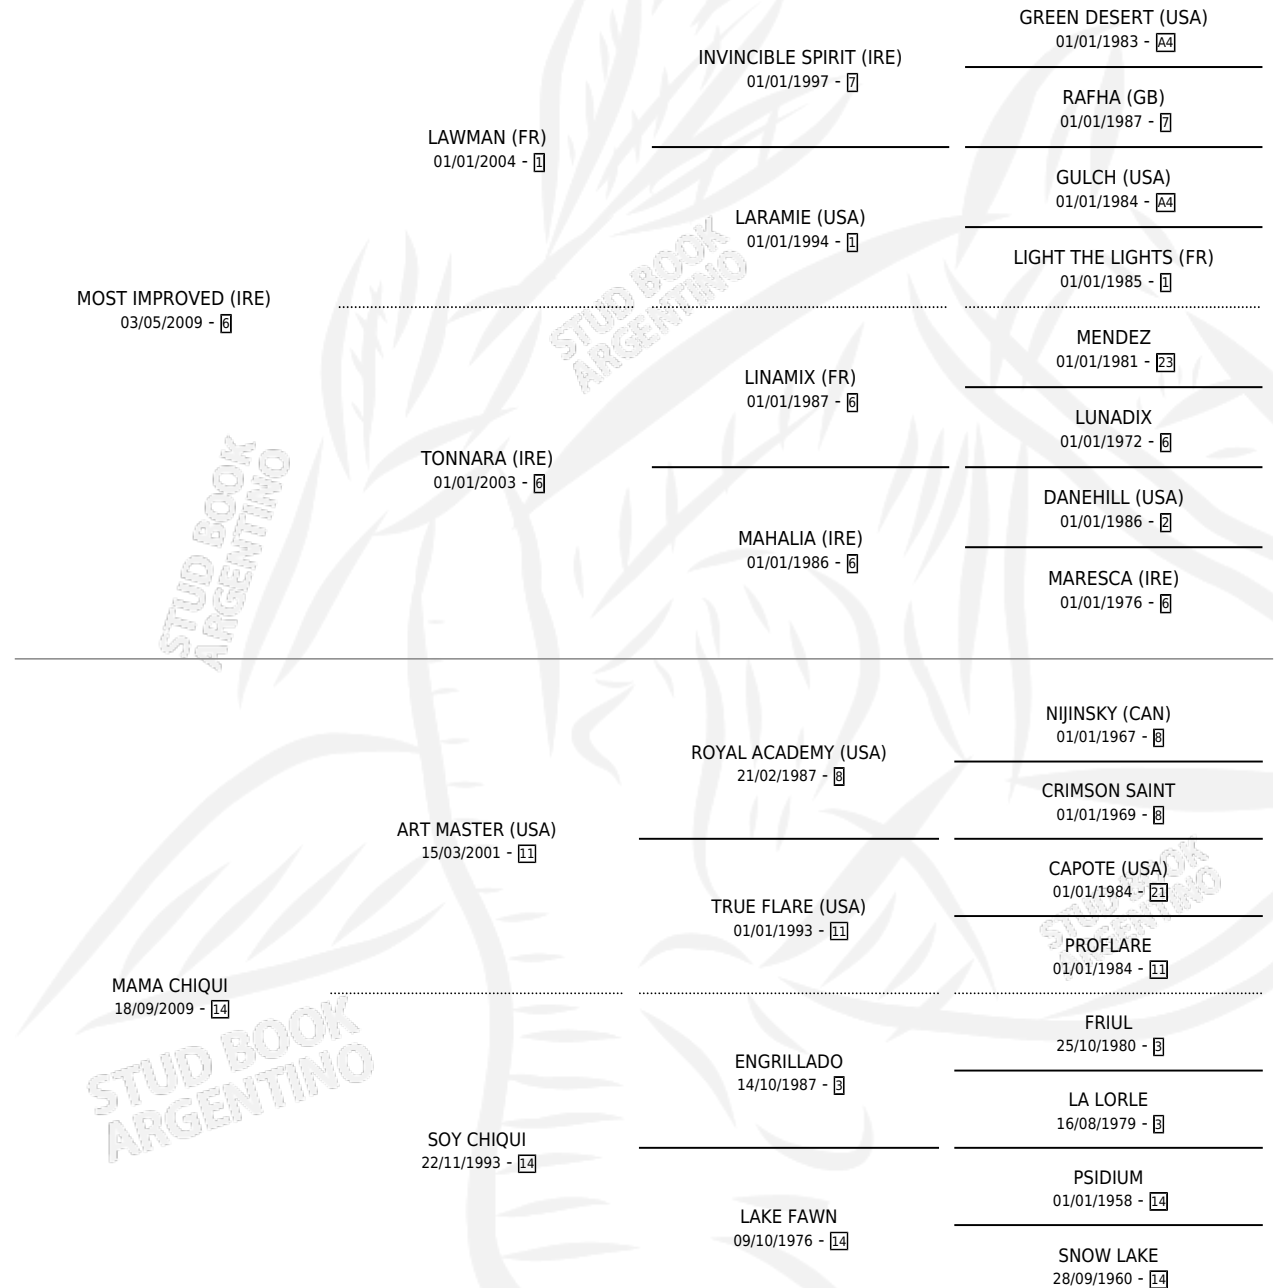 GREEN DESERT (USA)
01/01/1983 - A4
INVINCIBLE SPIRIT (IRE)
01/01/1997 - 7
RAFHA (GB)
01/01/1987 - 7
LAWMAN (FR)
01/01/2004 - 1
GULCH (USA)
01/01/1984 - A4
LARAMIE (USA)
01/01/1994 - 1
LIGHT THE LIGHTS (FR)
01/01/1985 - 1
MOST IMPROVED (IRE)
03/05/2009 - 6
MENDEZ
01/01/1981 - 23
LINAMIX (FR)
01/01/1987 - 6
LUNADIX
01/01/1972 - 6
TONNARA (IRE)
01/01/2003 - 6
DANEHILL (USA)
01/01/1986 - 2
MAHALIA (IRE)
01/01/1986 - 6
MARESCA (IRE)
01/01/1976 - 6
NIJINSKY (CAN)
01/01/1967 - 8
ROYAL ACADEMY (USA)
21/02/1987 - 8
CRIMSON SAINT
01/01/1969 - 8
ART MASTER (USA)
15/03/2001 - 11
CAPOTE (USA)
01/01/1984 - 21
TRUE FLARE (USA)
01/01/1993 - 11
PROFLARE
01/01/1984 - 11
MAMA CHIQUI
18/09/2009 - 14
FRIUL
25/10/1980 - 3
ENGRILLADO
14/10/1987 - 3
LA LORLE
16/08/1979 - 3
SOY CHIQUI
22/11/1993 - 14
PSIDIUM
01/01/1958 - 14
LAKE FAWN
09/10/1976 - 14
SNOW LAKE
28/09/1960 - 14
STUD BOOK
ARGENTINO
STUD BOOK
ARGENTINO
STUD BOOK
ARGENTINO
STUD BOOK
ARGENTINO